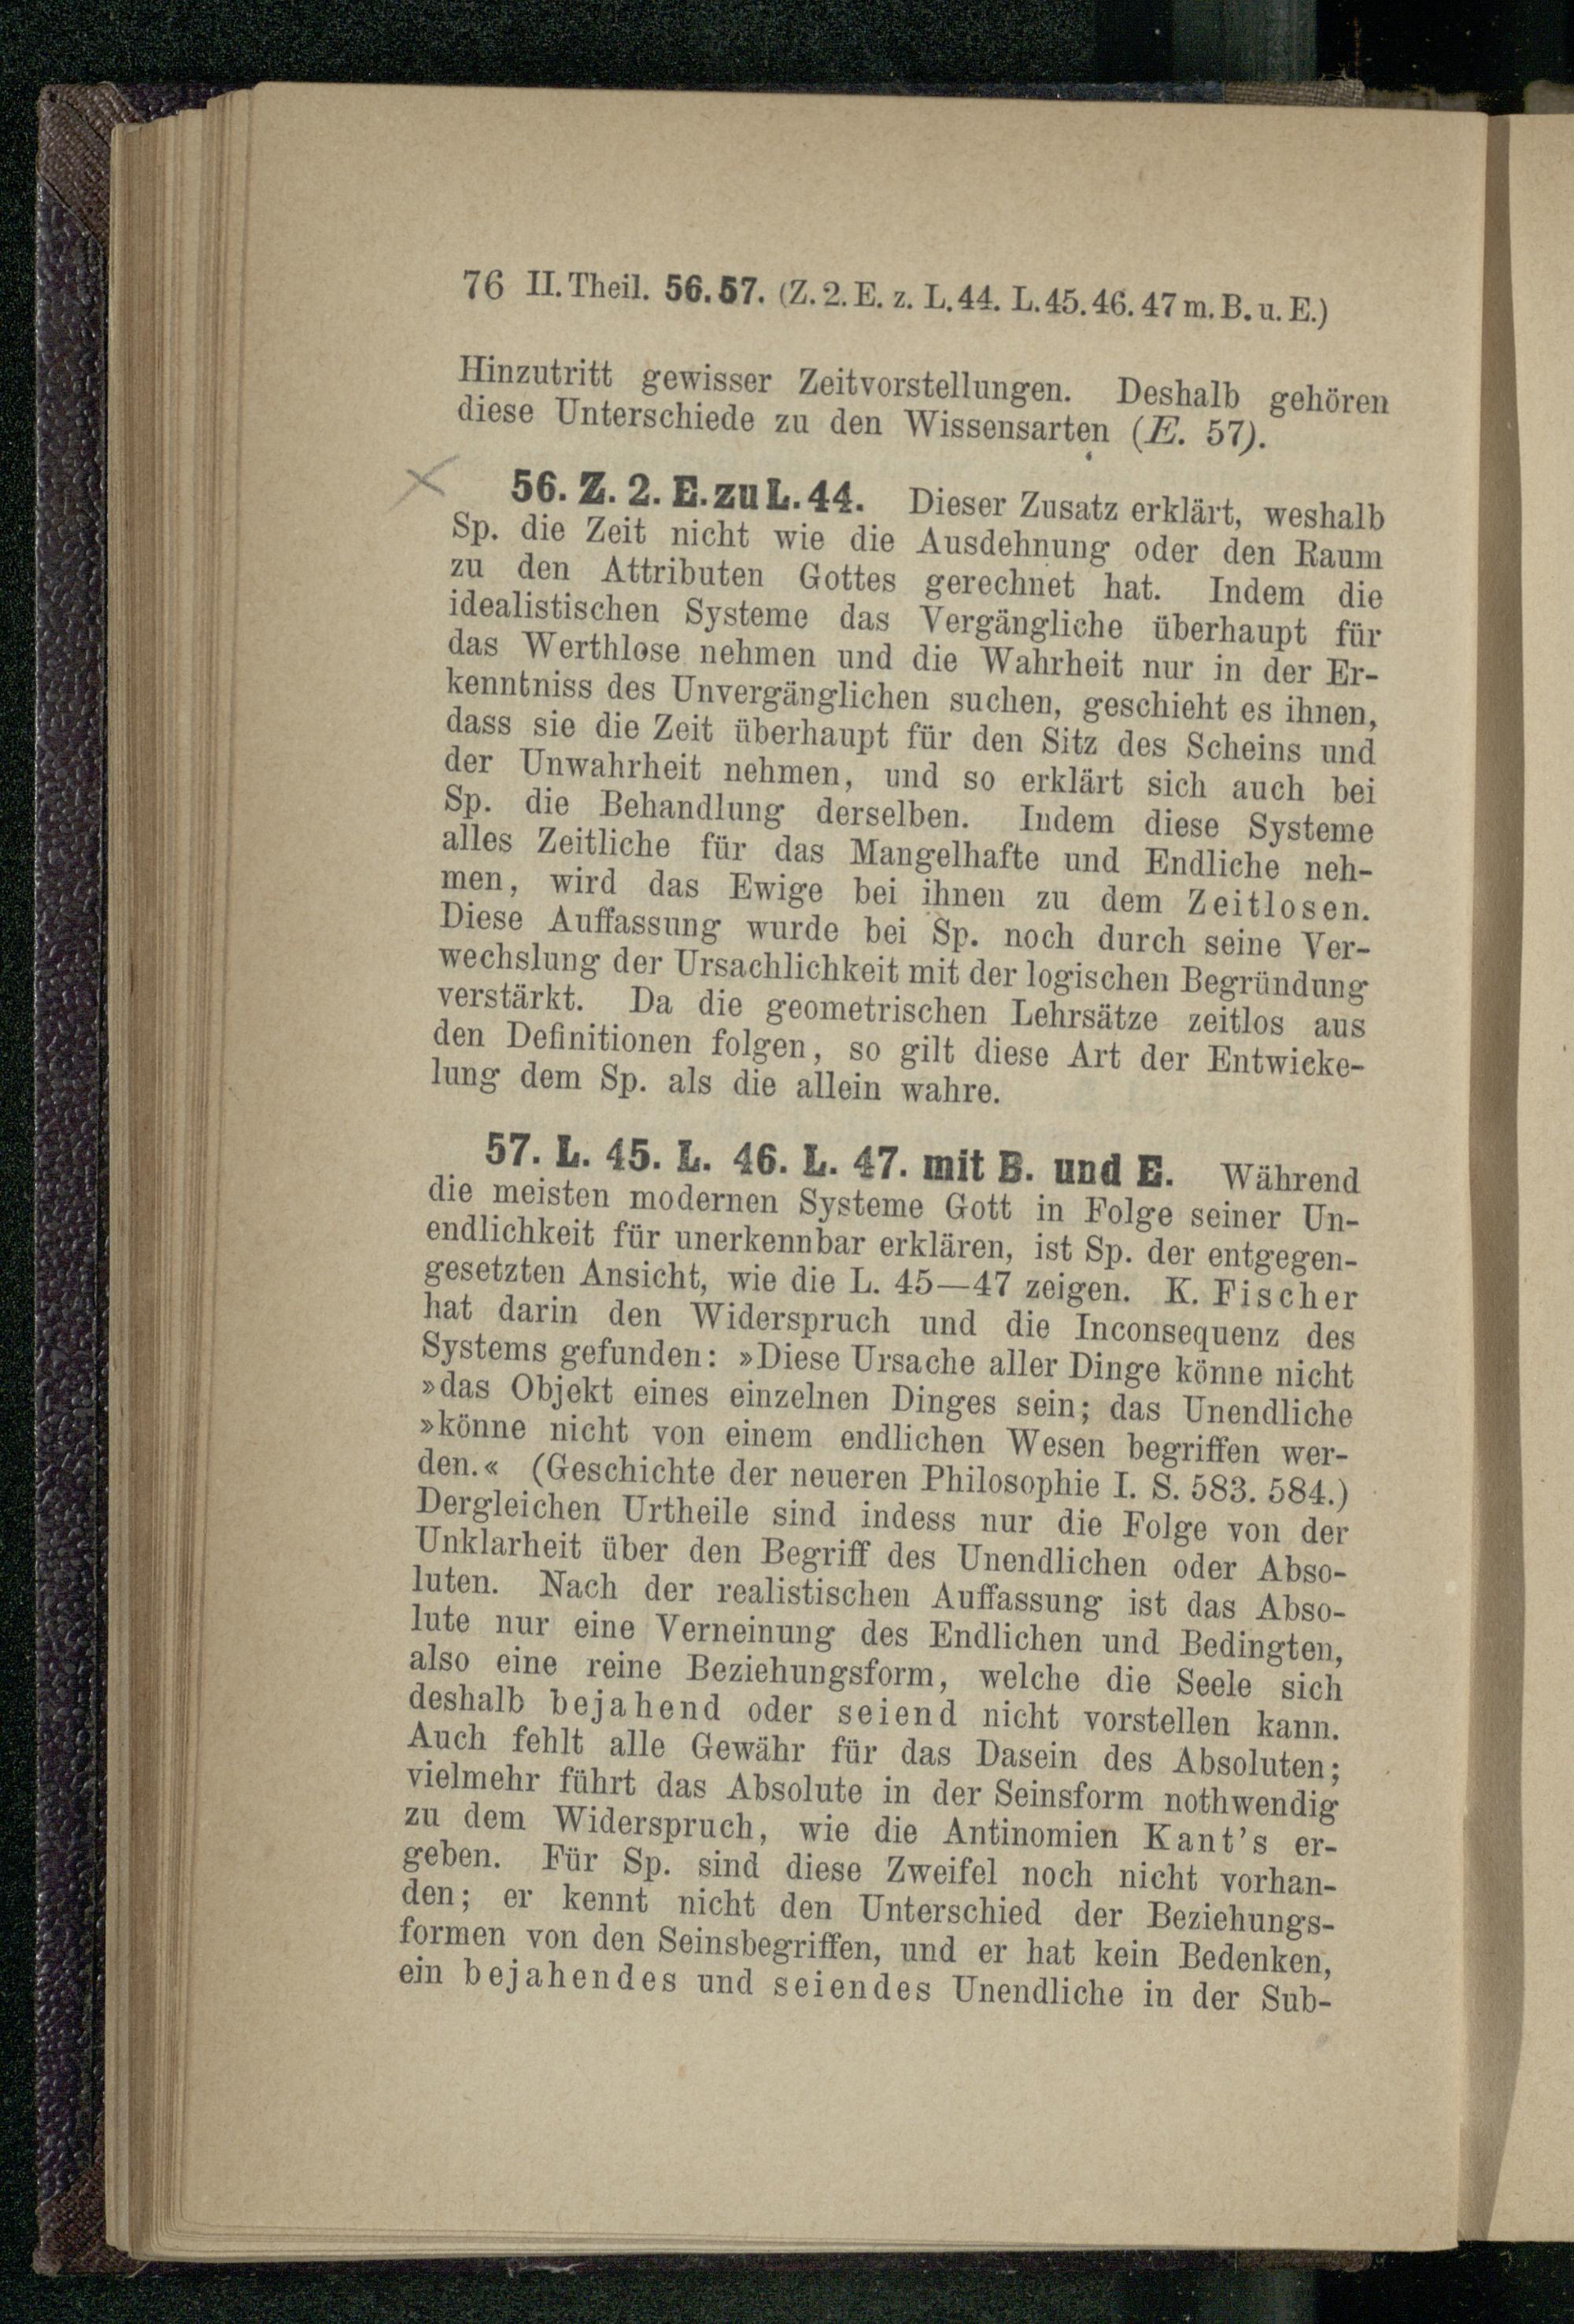 76 II. Theil. 56. 57. (Z. 2. E. z. L. 44. L. 45. 46. 47 m. B. u. E.)
Hinzutritt gewisser Zeitvorstellungen. Deshalb gehören
diese Unterschiede zu den Wissensarten (E. 57).
56. Z. 2. E. zu L. 44. Dieser Zusatz erklärt, weshalb
Sp. die Zeit nicht wie die Ausdehnung oder den Raum
zu den Attributen Gottes gerechnet hat. Indem die
idealistischen Systeme das Vergängliche überhaupt für
das Werthlose nehmen und die Wahrheit nur in der Er-
kenntniss des Unvergänglichen suchen, geschieht es ihnen,
dass sie die Zeit überhaupt für den Sitz des Scheins und
der Unwahrheit nehmen, und so erklärt sich auch bei
Sp. die Behandlung derselben. Indem diese Systeme
alles Zeitliche für das Mangelhafte und Endliche neh-
men, wird das Ewige bei ihnen zu dem Zeitlosen.
Diese Auffassung wurde bei Sp. noch durch seine Ver-
wechslung der Ursachlichkeit mit der logischen Begründung
verstärkt. Da die geometrischen Lehrsätze zeitlos aus
den Definitionen folgen, so gilt diese Art der Entwicke-
lung dem Sp. als die allein wahre.
57. L. 45. L. 46. L. 47. mit B. und E. Während
die meisten modernen Systeme Gott in Folge seiner Un-
endlichkeit für unerkennbar erklären, ist Sp. der entgegen-
gesetzten Ansicht, wie die L. 45—47 zeigen. K. Fischer
hat darin den Widerspruch und die Inconsequenz des
Systems gefunden: »Diese Ursache aller Dinge könne nicht
»das Objekt eines einzelnen Dinges sein; das Unendliche
»könne nicht von einem endlichen Wesen begriffen wer-
den.« (Geschichte der neueren Philosophie I. S. 583. 584.)
Dergleichen Urtheile sind indess nur die Folge von der
Unklarheit über den Begriff des Unendlichen oder Abso-
luten. Nach der realistischen Auffassung ist das Abso-
lute nur eine Verneinung des Endlichen und Bedingten,
also eine reine Beziehungsform, welche die Seele sich
deshalb bejahend oder seiend nicht vorstellen kann.
Auch fehlt alle Gewähr für das Dasein des Absoluten;
vielmehr führt das Absolute in der Seinsform nothwendig
zu dem Widerspruch, wie die Antinomien Kant's er-
geben. Für Sp. sind diese Zweifel noch nicht vorhan-
den; er kennt nicht den Unterschied der Beziehungs-
formen von den Seinsbegriffen, und er hat kein Bedenken,
ein bejahendes und seiendes Unendliche in der Sub-